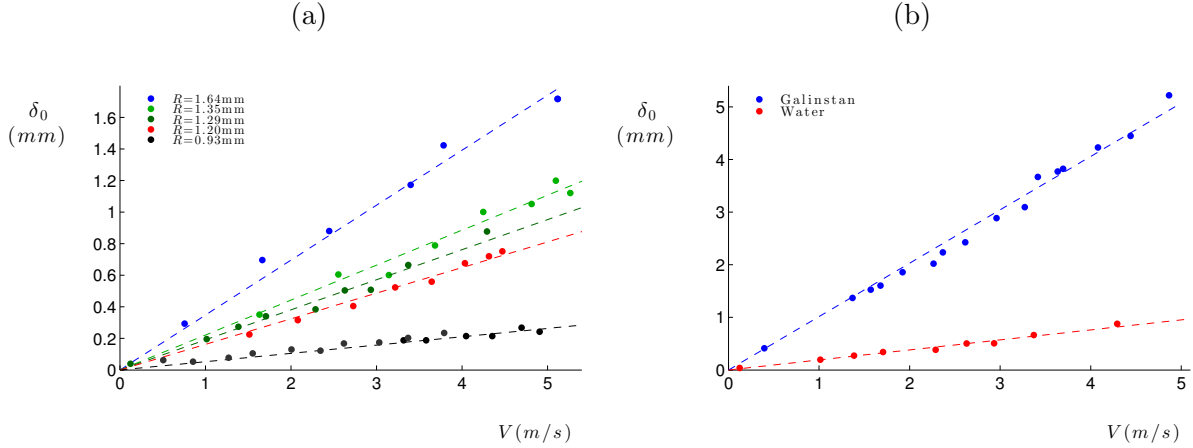 (a)
δ0
(mm)
R=1.64mm
R=1.35mm
R=1.29mm
R=1.20mm
R=0.93mm
1.6
1.4
1.2
1
0.8
0.6
0.4
0.2
0
0 1 2 3 4 5
V(m/s)
(b)
δ0
(mm)
Galinstan
Water
5
4
3
2
1
0
0 1 2 3 4 5
V(m/s)